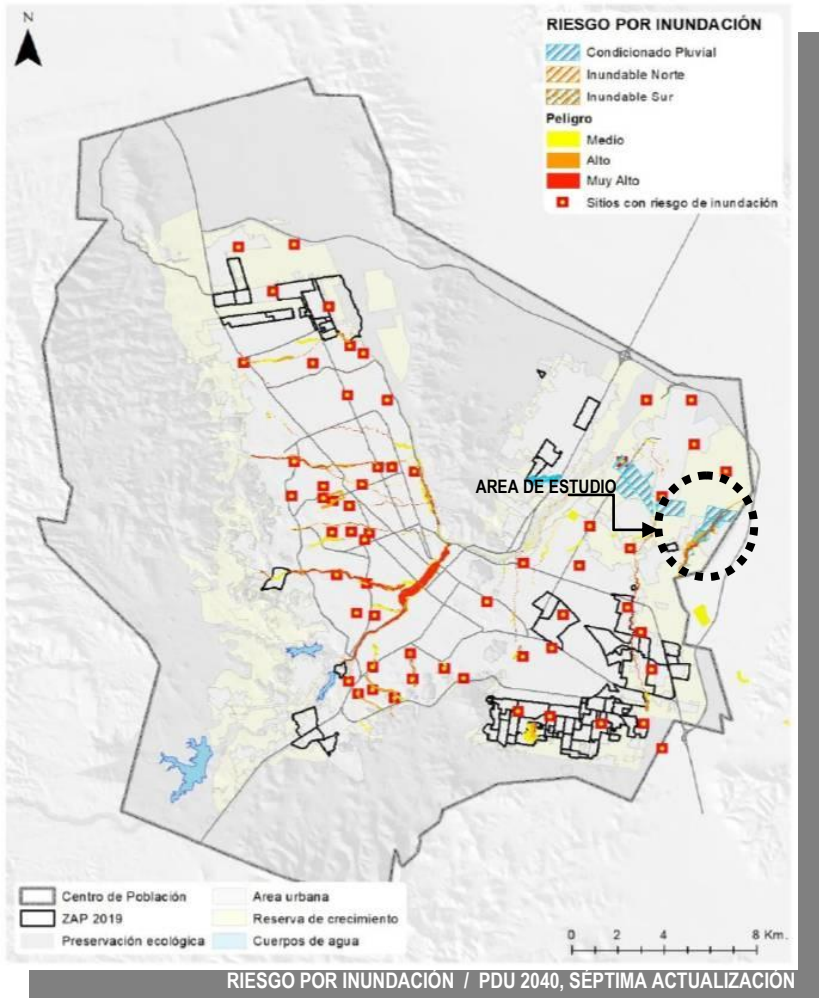 N
RIESGO POR INUNDACIÓN
Condicionado Pluvial
Inundable Norte
Inundable Sur
Peligro
Medio
Alto
Muy Alto
Sitios con riesgo de inundación
AREA DE ESTUDIO
Centro de Población
ZAP 2019
Preservación ecológica
Area urbana
Reserva de crecimiento
Cuerpos de agua
0 2 4 8 Km.
RIESGO POR INUNDACIÓN / PDU 2040, SÉPTIMA ACTUALIZACIÓN